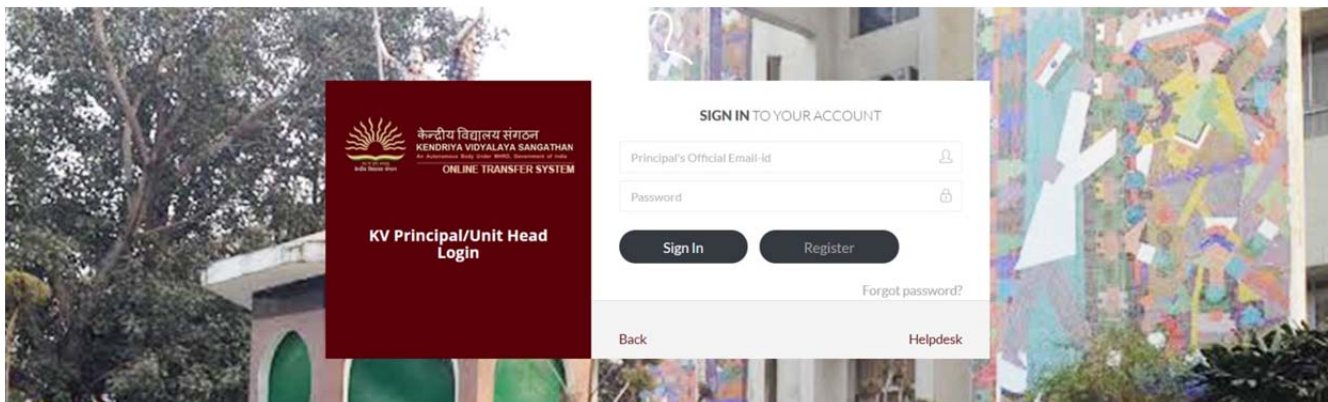 केन्द्रीय विद्यालय संगठन
KENDRIYA VIDYALAYA SANGATHAN
An Autonomous Body Under MHRD, Government of India
ONLINE TRANSFER SYSTEM
KV Principal/Unit Head
Login
SIGN IN TO YOUR ACCOUNT
Principal's Official Email-Id
Password
Sign In
Register
Forgot password?
Back
Helpdesk